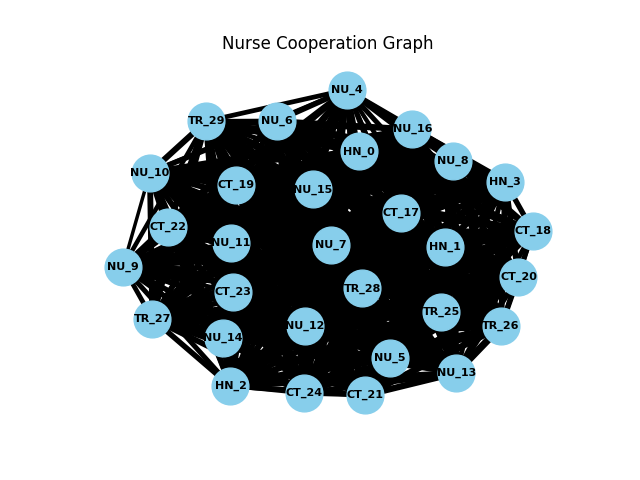 Nurse Cooperation Graph
NU_4
TR_29
NU_6
NU_16
HN_0
NU_8
NU_10
HN_3
CT_19
NU_15
CT_17
CT_22
CT_18
NU_11
NU_7
HN_1
NU_9
CT_20
CT_23
TR_28
TR_25
TR_27
NU_12
TR_26
NU_14
NU_5
NU_13
HN_2
CT_24
CT_21